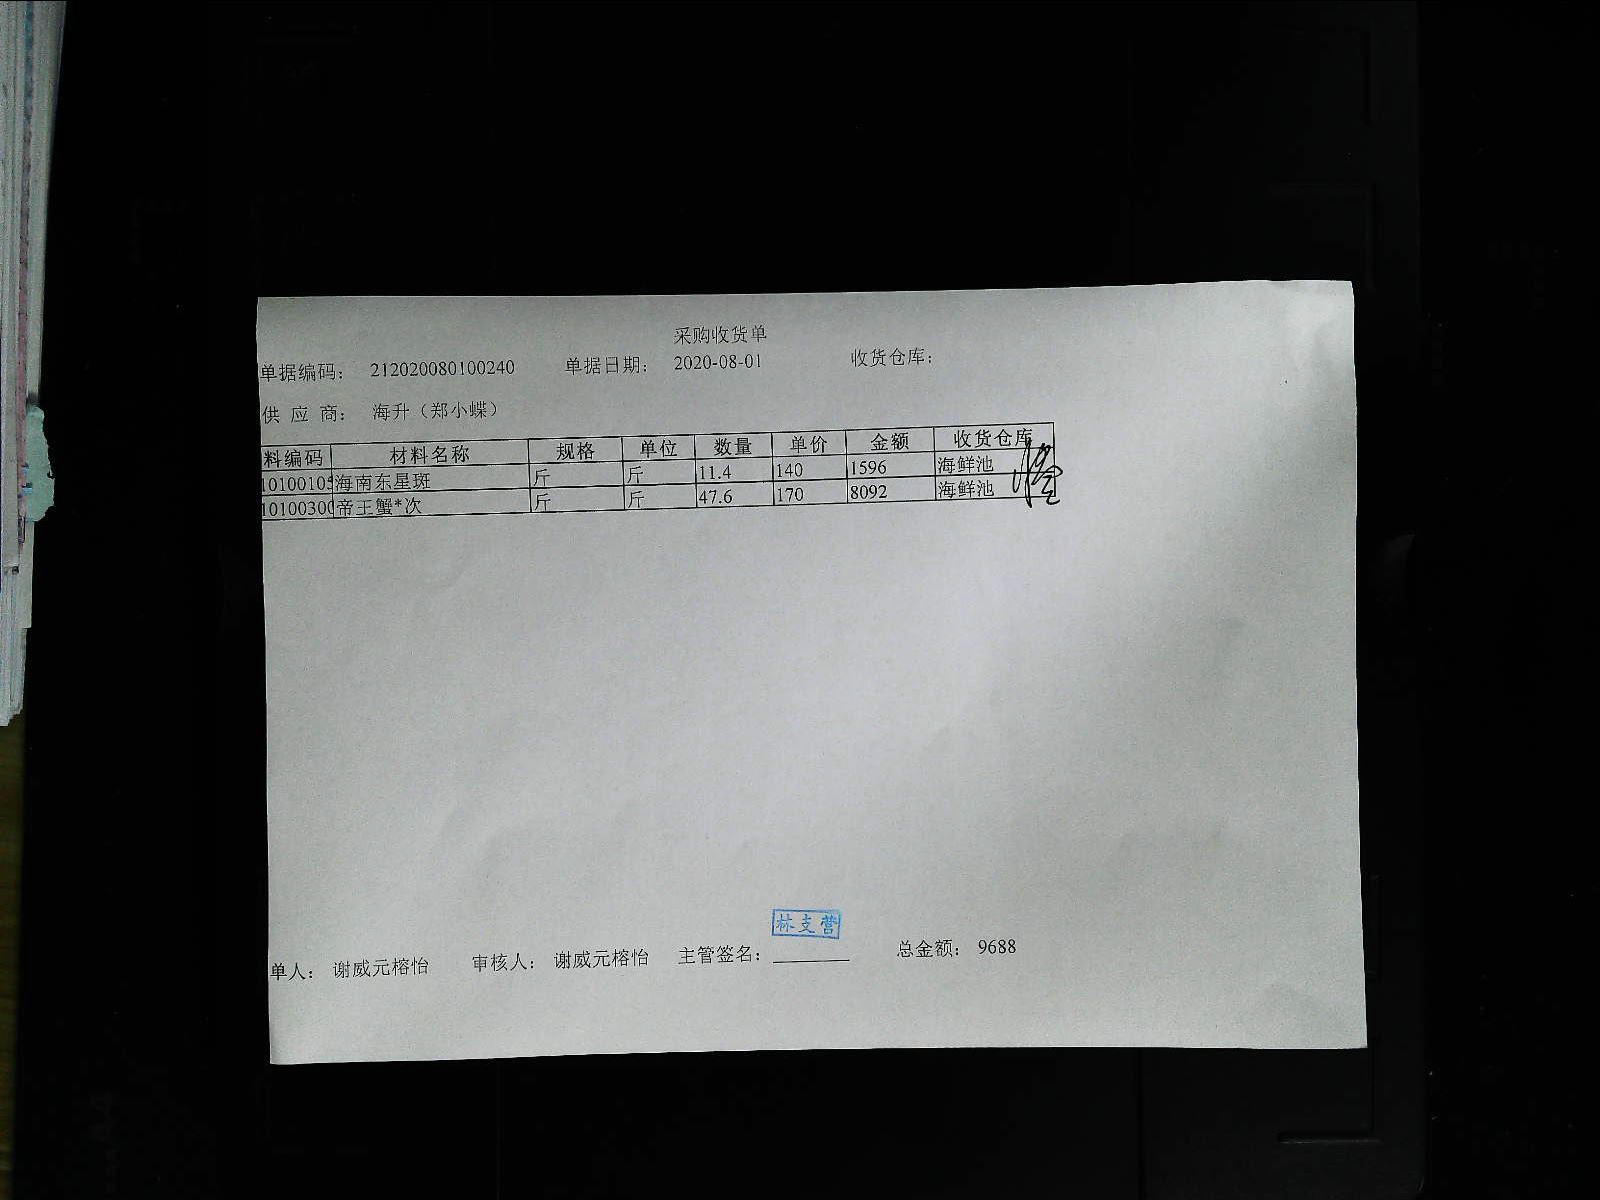 采购收货单
单据编码： 212020080100240 单据日期： 2020-08-01 收货仓库：
供 应 商： 海升（郑小蝶）
料编码 材料名称 规格 单位 数量 单价 金额 收货仓库
1010010 海南东星斑 斤 斤 11.4 140 1596 海鲜池
1010030 帝王蟹*次 斤 斤 47.6 170 8092 海鲜池
林支营
单人： 谢威元榕怡 审核人： 谢威元榕怡 主管签名： 总金额： 9688